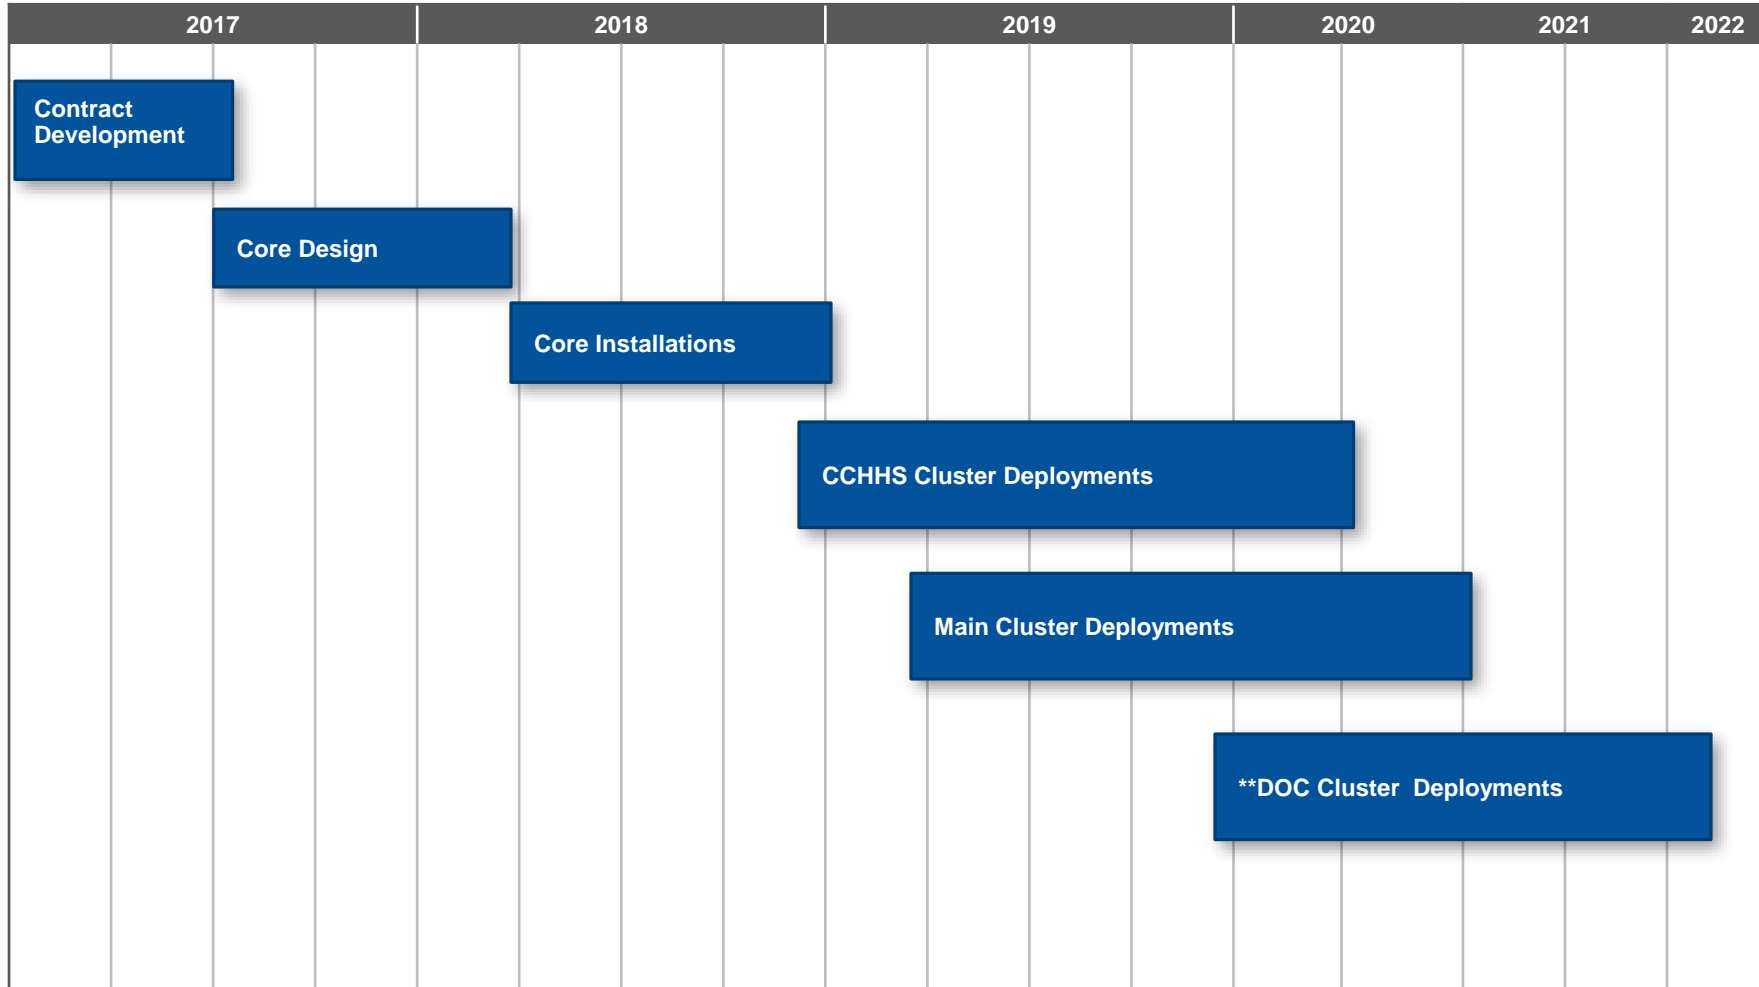 2017 2018 2019 2020 2021 2022
Contract
Development
Core Design
Core Installations
CCHHS Cluster Deployments
Main Cluster Deployments
**DOC Cluster  Deployments